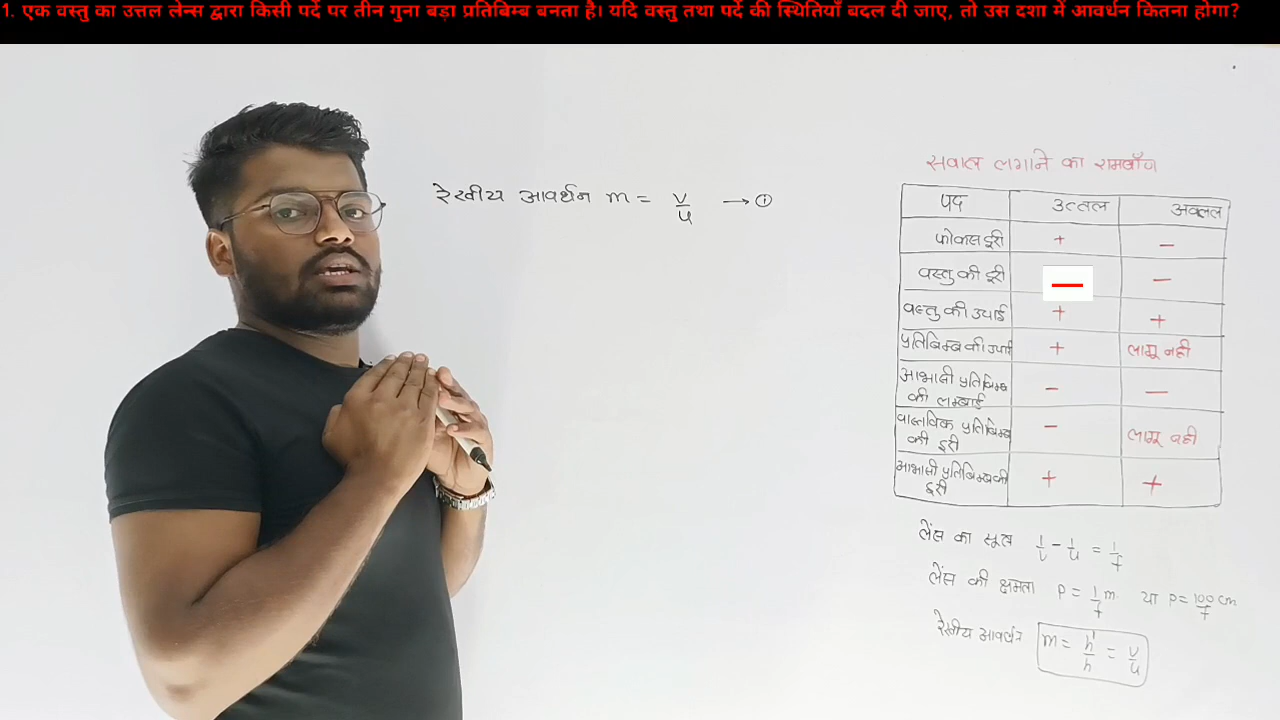 1. एक वस्तु का उत्तल लेन्स द्वारा किसी पर्दे पर तीन गुना बड़ा प्रतिबिम्ब बनता है। यदि वस्तु तथा पर्दे की स्थितियाँ बदल दी जाए, तो उस दशा में आवर्धन कितना होगा?
रेखीय आवर्धन m = v/u → ①
सवाल लगाने का रामबाँण
पद उत्तल अवतल
फोकस दूरी + −
वस्तु की दूरी − −
वस्तु की उचाई + +
प्रतिबिम्ब की उचाई + लागू नही
आभासी प्रतिबिम्ब की लम्बाई − −
वास्तविक प्रतिबिम्ब की दूरी − लागू नही
आभासी प्रतिबिम्ब की दूरी + +
लेंस का सूत्र 1/v − 1/u = 1/f
लेंस की क्षमता P = 1/f m या P = 100/f cm
रेखीय आवर्धन m = h'/h = v/u